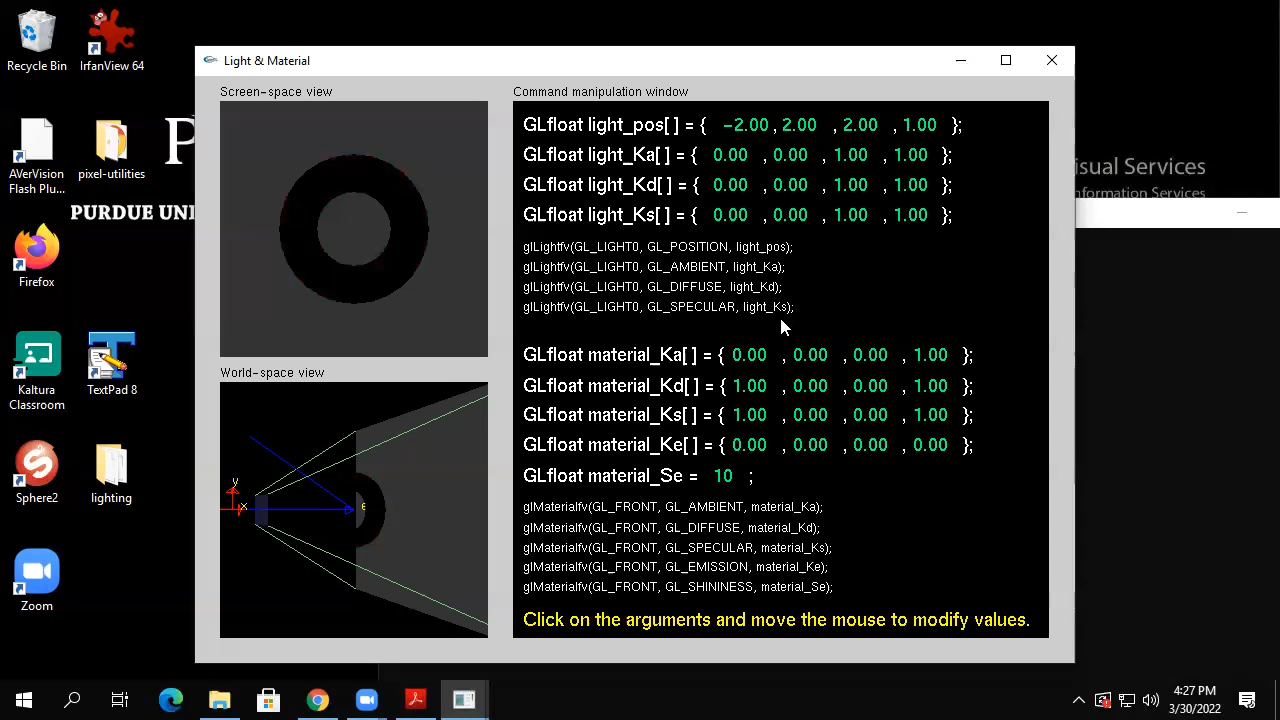 Recycle Bin
IrfanView 64
AVerVision
Flash Plu...
pixel-utilities
P
PURDUE UNI
Firefox
Kaltura
Classroom
TextPad 8
Sphere2
lighting
Zoom
Light & Material
Screen-space view
World-space view
y
x
Command manipulation window
GLfloat light_pos[ ] = { -2.00 , 2.00 , 2.00 , 1.00 };
GLfloat light_Ka[ ] = { 0.00 , 0.00 , 1.00 , 1.00 };
GLfloat light_Kd[ ] = { 0.00 , 0.00 , 1.00 , 1.00 };
GLfloat light_Ks[ ] = { 0.00 , 0.00 , 1.00 , 1.00 };
glLightfv(GL_LIGHT0, GL_POSITION, light_pos);
glLightfv(GL_LIGHT0, GL_AMBIENT, light_Ka);
glLightfv(GL_LIGHT0, GL_DIFFUSE, light_Kd);
glLightfv(GL_LIGHT0, GL_SPECULAR, light_Ks);
GLfloat material_Ka[ ] = { 0.00 , 0.00 , 0.00 , 1.00 };
GLfloat material_Kd[ ] = { 1.00 , 0.00 , 0.00 , 1.00 };
GLfloat material_Ks[ ] = { 1.00 , 0.00 , 0.00 , 1.00 };
GLfloat material_Ke[ ] = { 0.00 , 0.00 , 0.00 , 0.00 };
GLfloat material_Se = 10 ;
glMaterialfv(GL_FRONT, GL_AMBIENT, material_Ka);
glMaterialfv(GL_FRONT, GL_DIFFUSE, material_Kd);
glMaterialfv(GL_FRONT, GL_SPECULAR, material_Ks);
glMaterialfv(GL_FRONT, GL_EMISSION, material_Ke);
glMaterialfv(GL_FRONT, GL_SHININESS, material_Se);
Click on the arguments and move the mouse to modify values.
isual Services
nformation Services
4:27 PM
3/30/2022